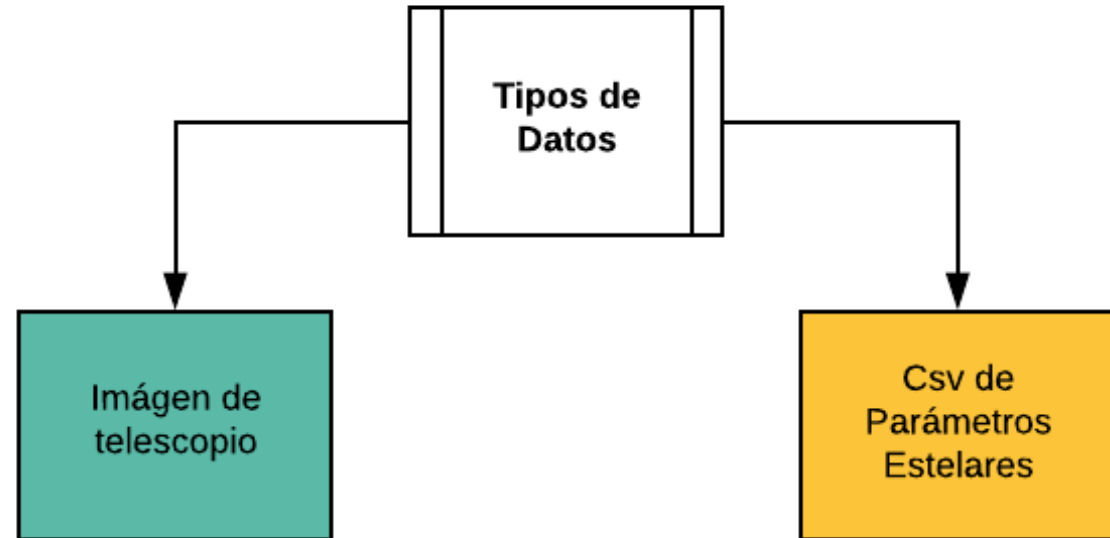 Tipos de
Datos
Imágen de
telescopio
Csv de
Parámetros
Estelares